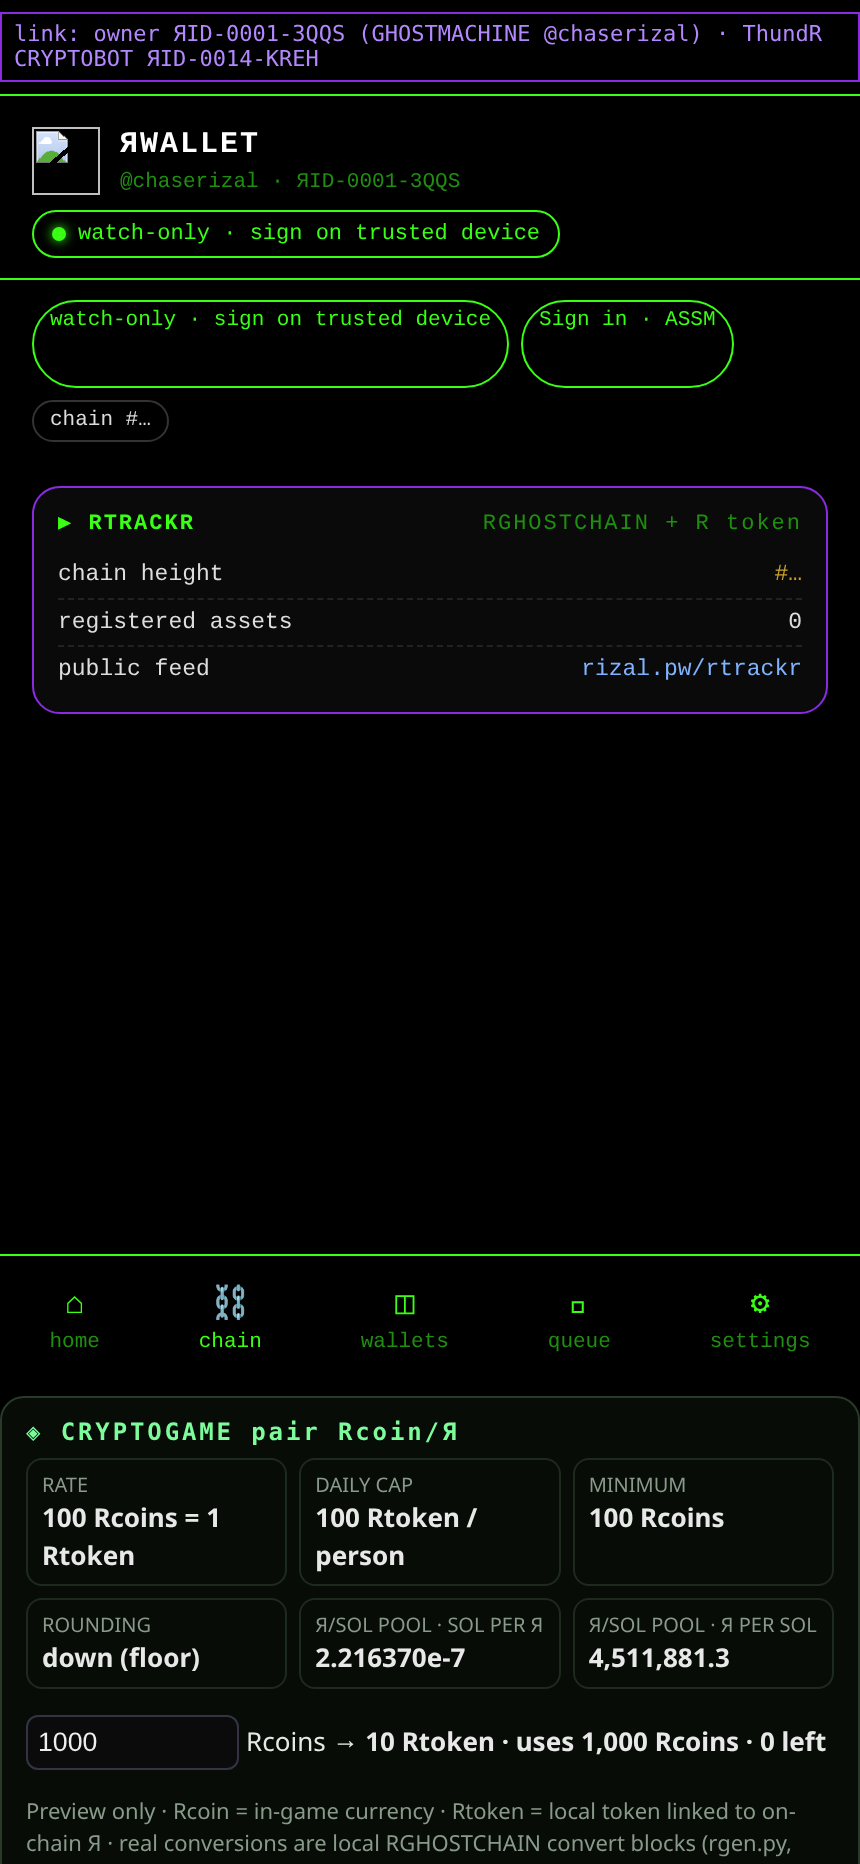 link: owner ЯID-0001-3QQS (GHOSTMACHINE @chaserizal) · ThundR
CRYPTOBOT ЯID-0014-KREH
ЯWALLET
@chaserizal · ЯID-0001-3QQS
watch-only · sign on trusted device
watch-only · sign on trusted device
Sign in · ASSM
chain #…
▶ RTRACKR
RGHOSTCHAIN + R token
chain height
#…
registered assets
0
public feed
rizal.pw/rtrackr
home
chain
wallets
queue
settings
◈ CRYPTOGAME pair Rcoin/Я
RATE
100 Rcoins = 1
Rtoken
DAILY CAP
100 Rtoken /
person
MINIMUM
100 Rcoins
ROUNDING
down (floor)
Я/SOL POOL · SOL PER Я
2.216370e-7
Я/SOL POOL · Я PER SOL
4,511,881.3
1000 Rcoins → 10 Rtoken · uses 1,000 Rcoins · 0 left
Preview only · Rcoin = in-game currency · Rtoken = local token linked to on-
chain Я · real conversions are local RGHOSTCHAIN convert blocks (rgen.py,